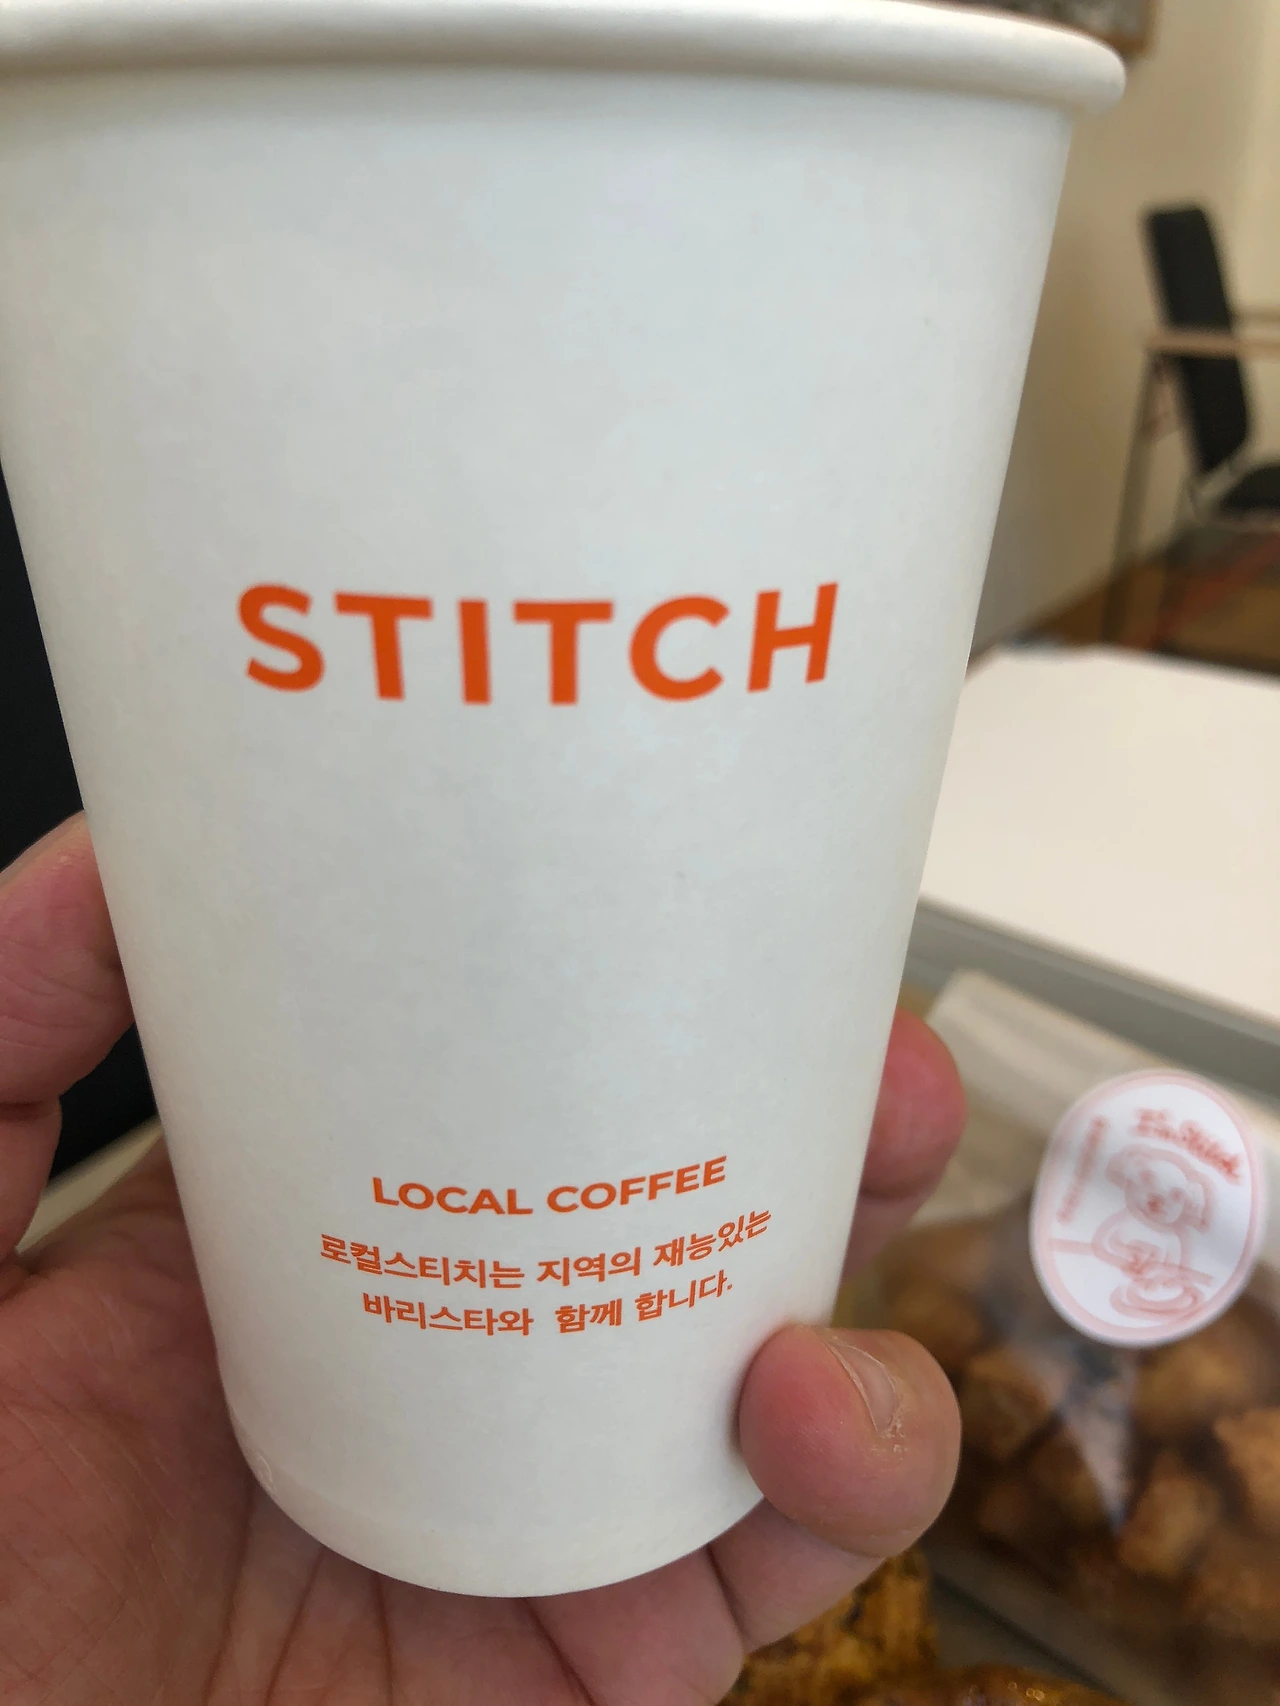 STITCH
LOCAL COFFEE
로컬스티치는 지역의 재능있는
바리스타와 함께 합니다.
Stitch